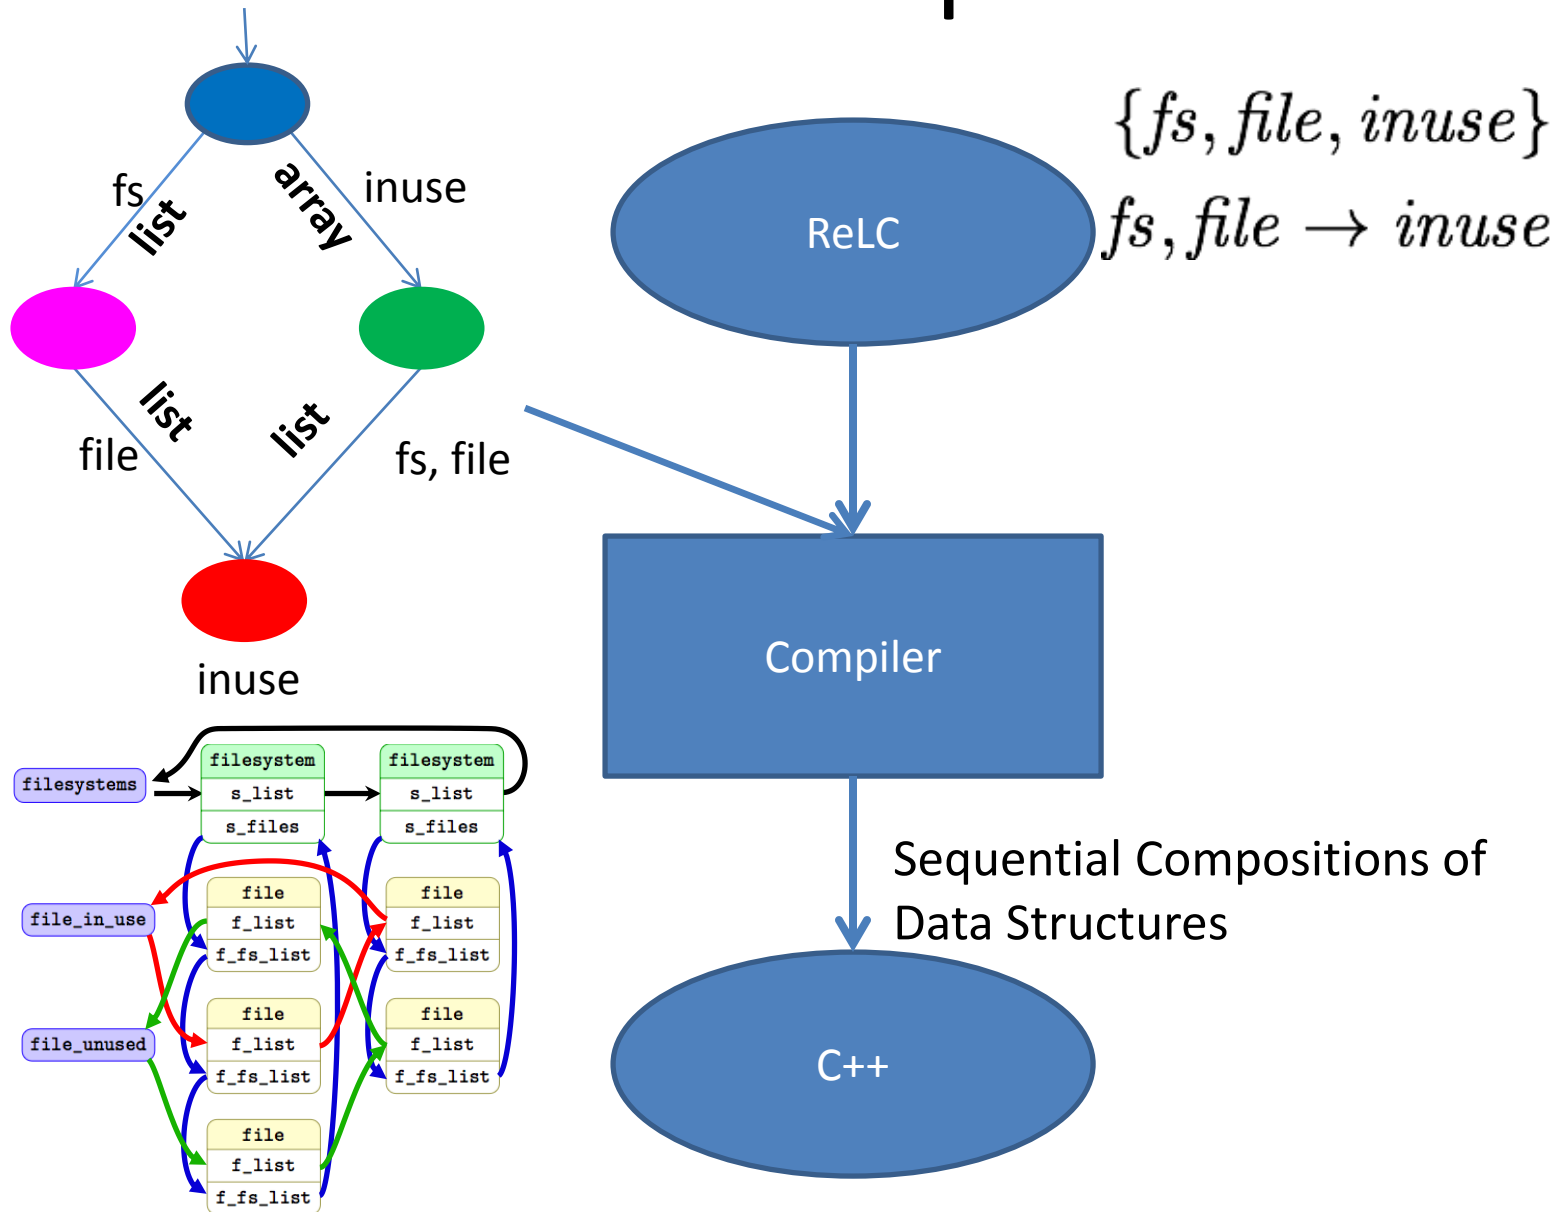 fs
list
array
inuse
list
file
list
fs, file
inuse
ReLC
{fs, file, inuse}
fs, file → inuse
Compiler
Sequential Compositions of
Data Structures
C++
filesystems
filesystem
s_list
s_files
filesystem
s_list
s_files
file_in_use
file
f_list
f_fs_list
file
f_list
f_fs_list
file_unused
file
f_list
f_fs_list
file
f_list
f_fs_list
file
f_list
f_fs_list